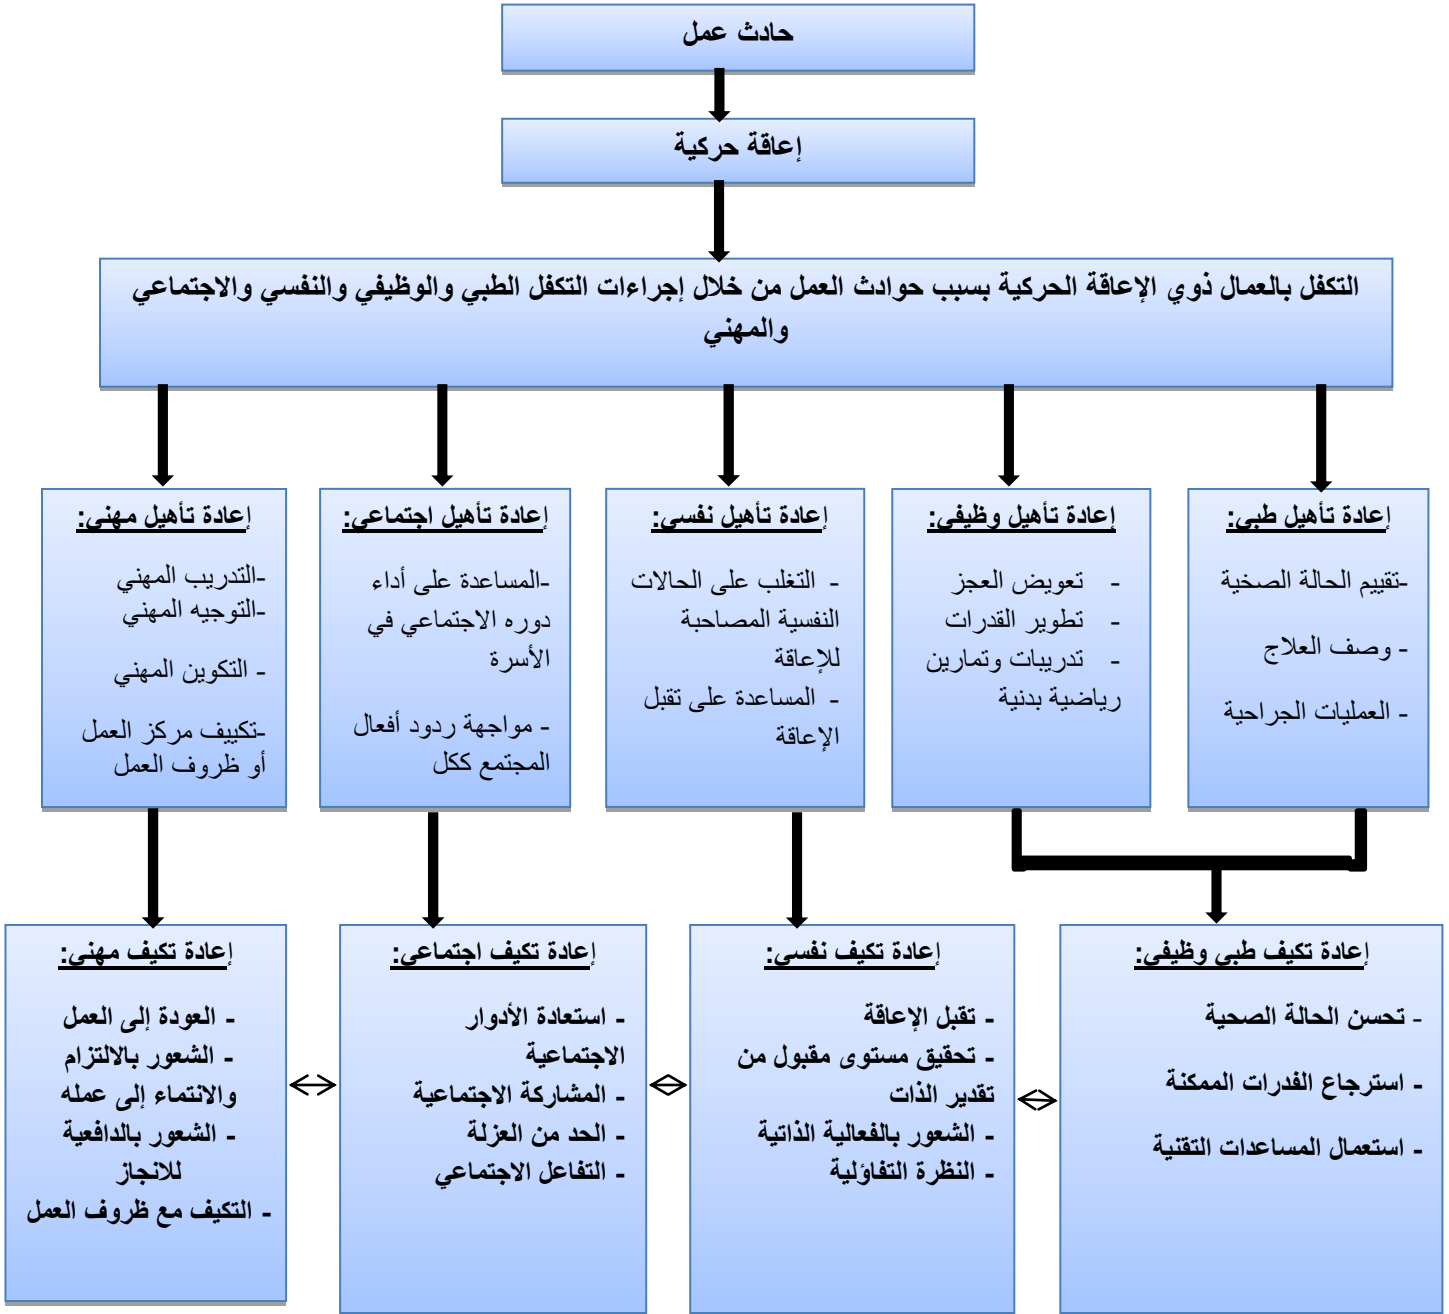 حادث عمل
إعاقة حركية
التكفل بالعمال ذوي الإعاقة الحركية بسبب حوادث العمل من خلال إجراءات التكفل الطبي والوظيفي والنفسي والاجتماعي
والمهني
إعادة تأهيل طبي:
-تقييم الحالة الصخية
- وصف العلاج
- العمليات الجراحية
إعادة تأهيل وظيفي:
- تعويض العجز
- تطوير القدرات
- تدريبات وتمارين
رياضية بدنية
إعادة تأهيل نفسي:
- التغلب على الحالات
النفسية المصاحبة
للإعاقة
- المساعدة على تقبل
الإعاقة
إعادة تأهيل اجتماعي:
-المساعدة على أداء
دوره الاجتماعي في
الأسرة
- مواجهة ردود أفعال
المجتمع ككل
إعادة تأهيل مهني:
-التدريب المهني
-التوجيه المهني
- التكوين المهني
-تكييف مركز العمل
أو ظروف العمل
إعادة تكيف طبي وظيفي:
- تحسن الحالة الصحية
- استرجاع الفدرات الممكنة
- استعمال المساعدات التقنية
إعادة تكيف نفسي:
- تقبل الإعاقة
- تحقيق مستوى مقبول من
تقدير الذات
- الشعور بالفعالية الذاتية
- النظرة التفاؤلية
إعادة تكيف اجتماعي:
- استعادة الأدوار
الاجتماعية
- المشاركة الاجتماعية
- الحد من العزلة
- التفاعل الاجتماعي
إعادة تكيف مهني:
- العودة إلى العمل
- الشعور بالالتزام
والانتماء إلى عمله
- الشعور بالدافعية
للانجاز
- التكيف مع ظروف العمل